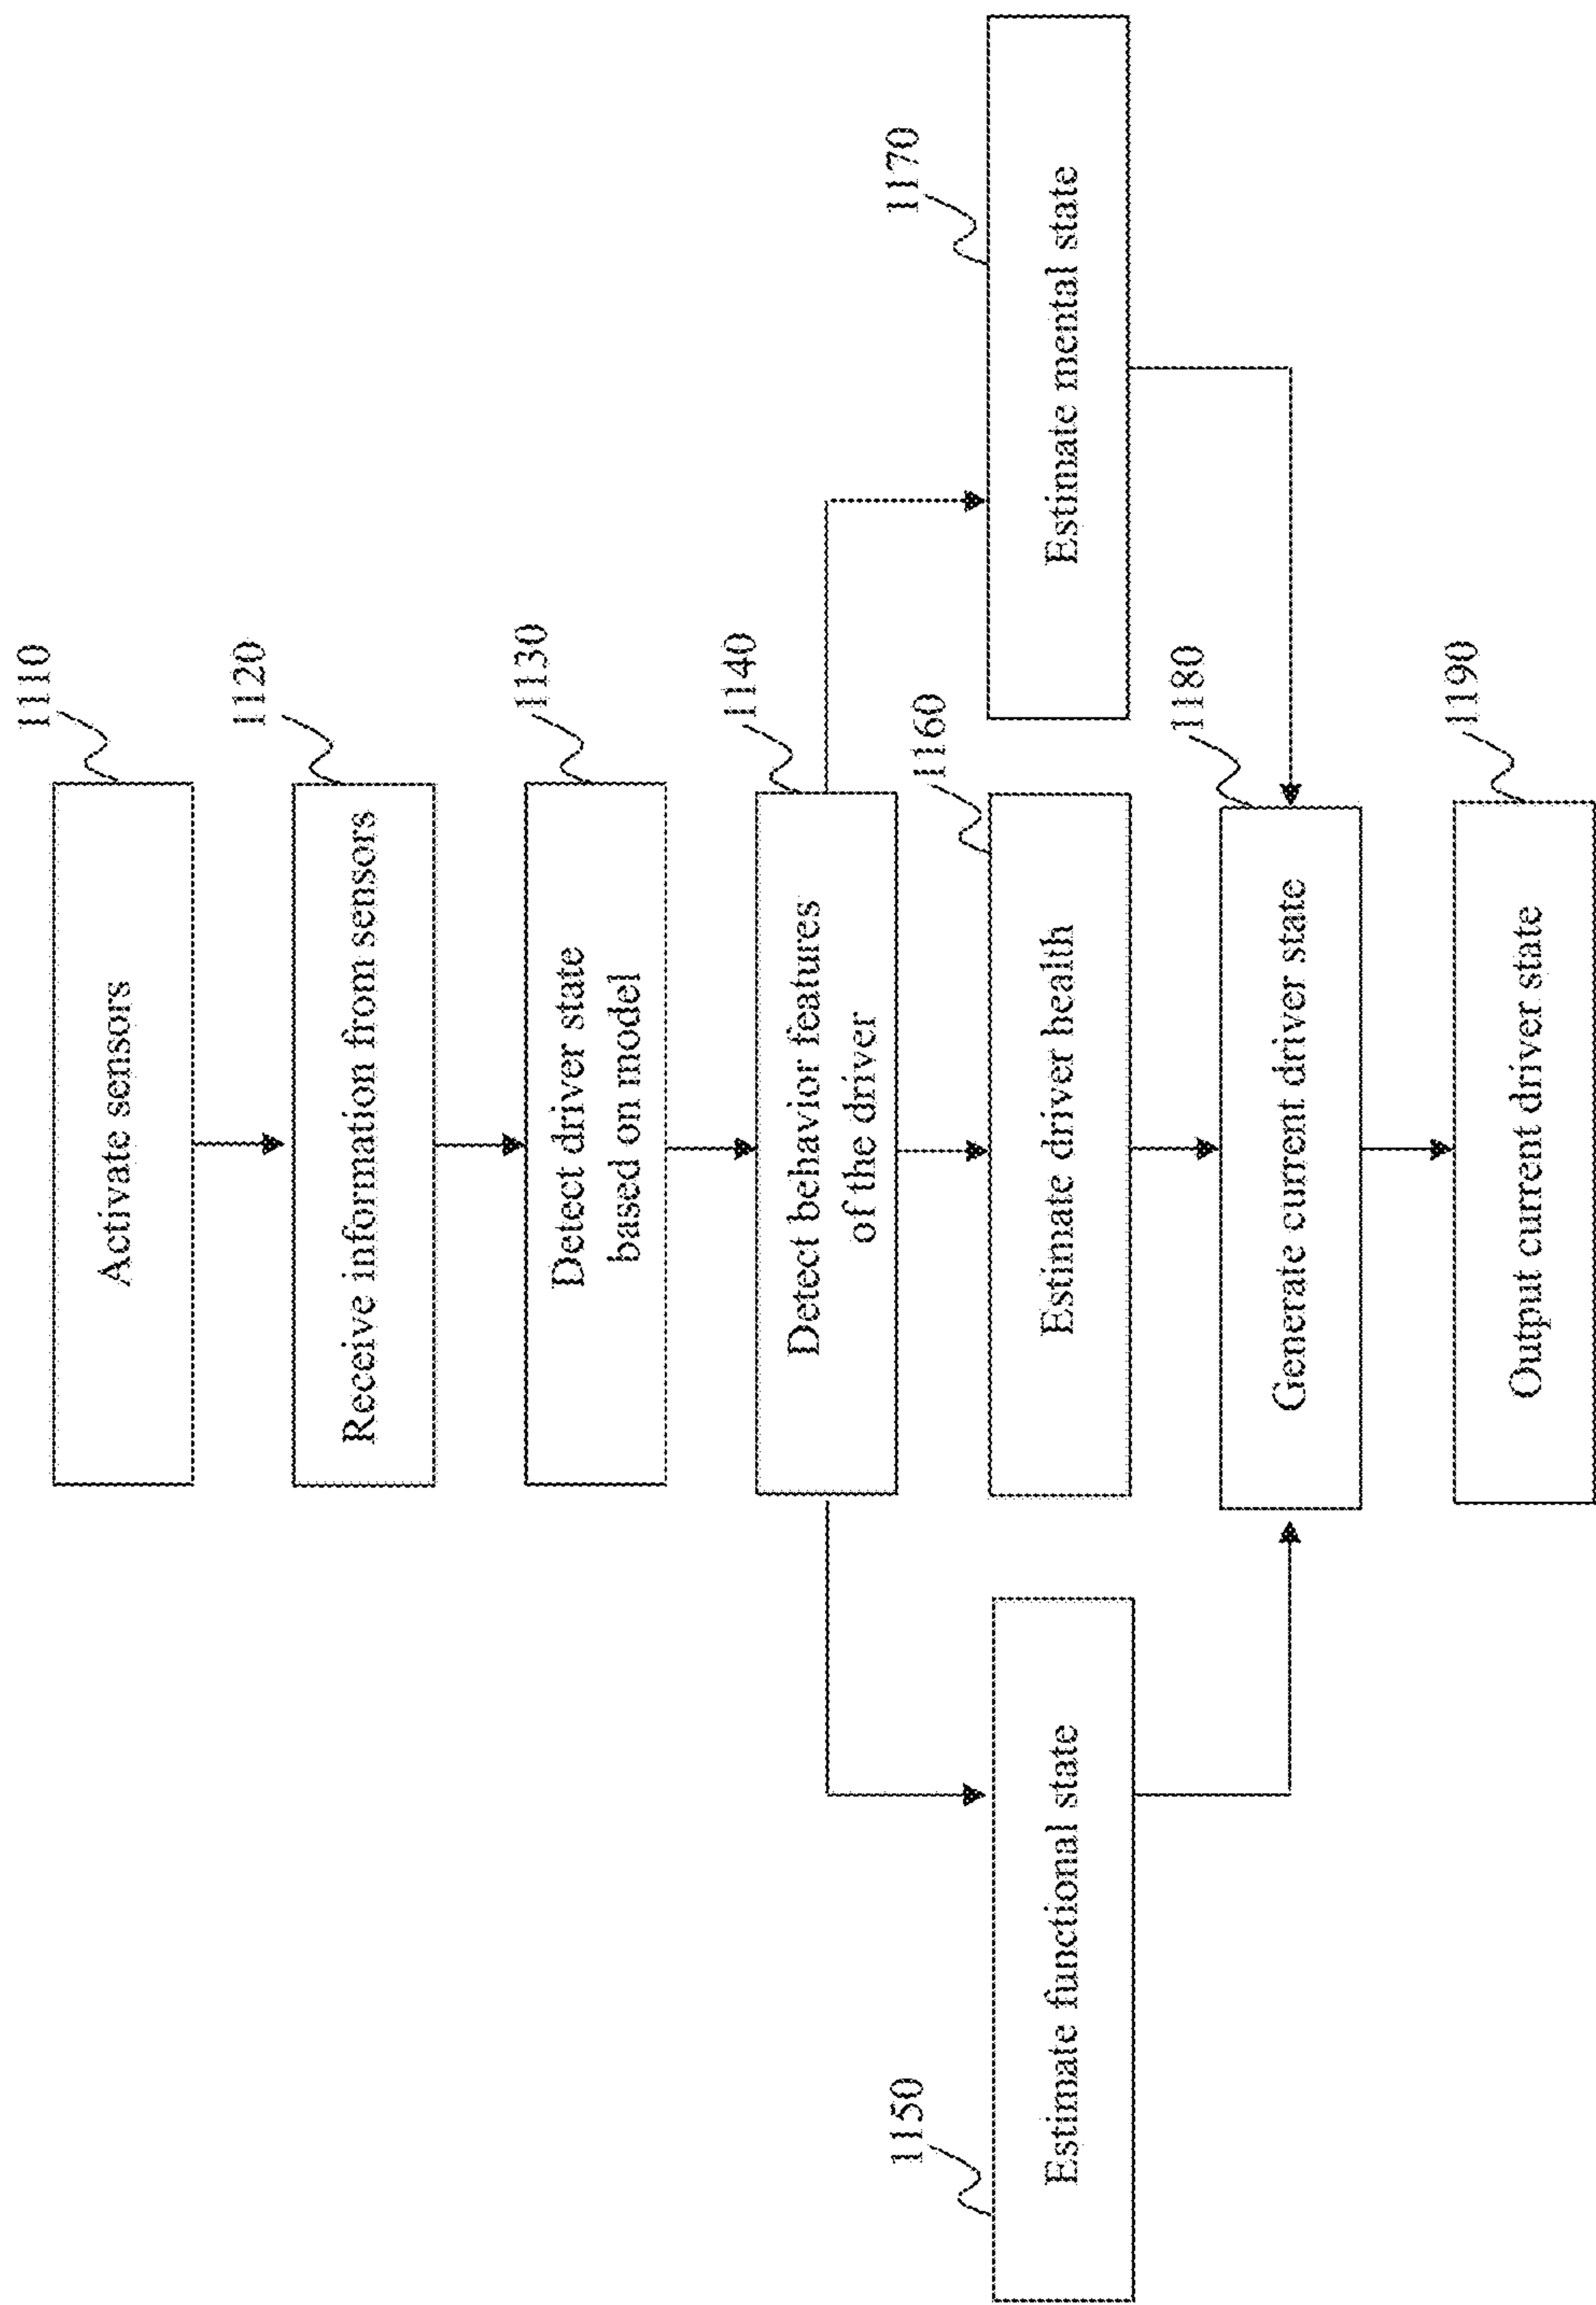 1110
Activate sensors
1120
Receive information from sensors
1130
Detect driver state
based on model
1140
Detect behavior features
of the driver
1150
Estimate functional state
1160
Estimate driver health
1170
Estimate mental state
1180
Generate current driver state
1190
Output current driver state